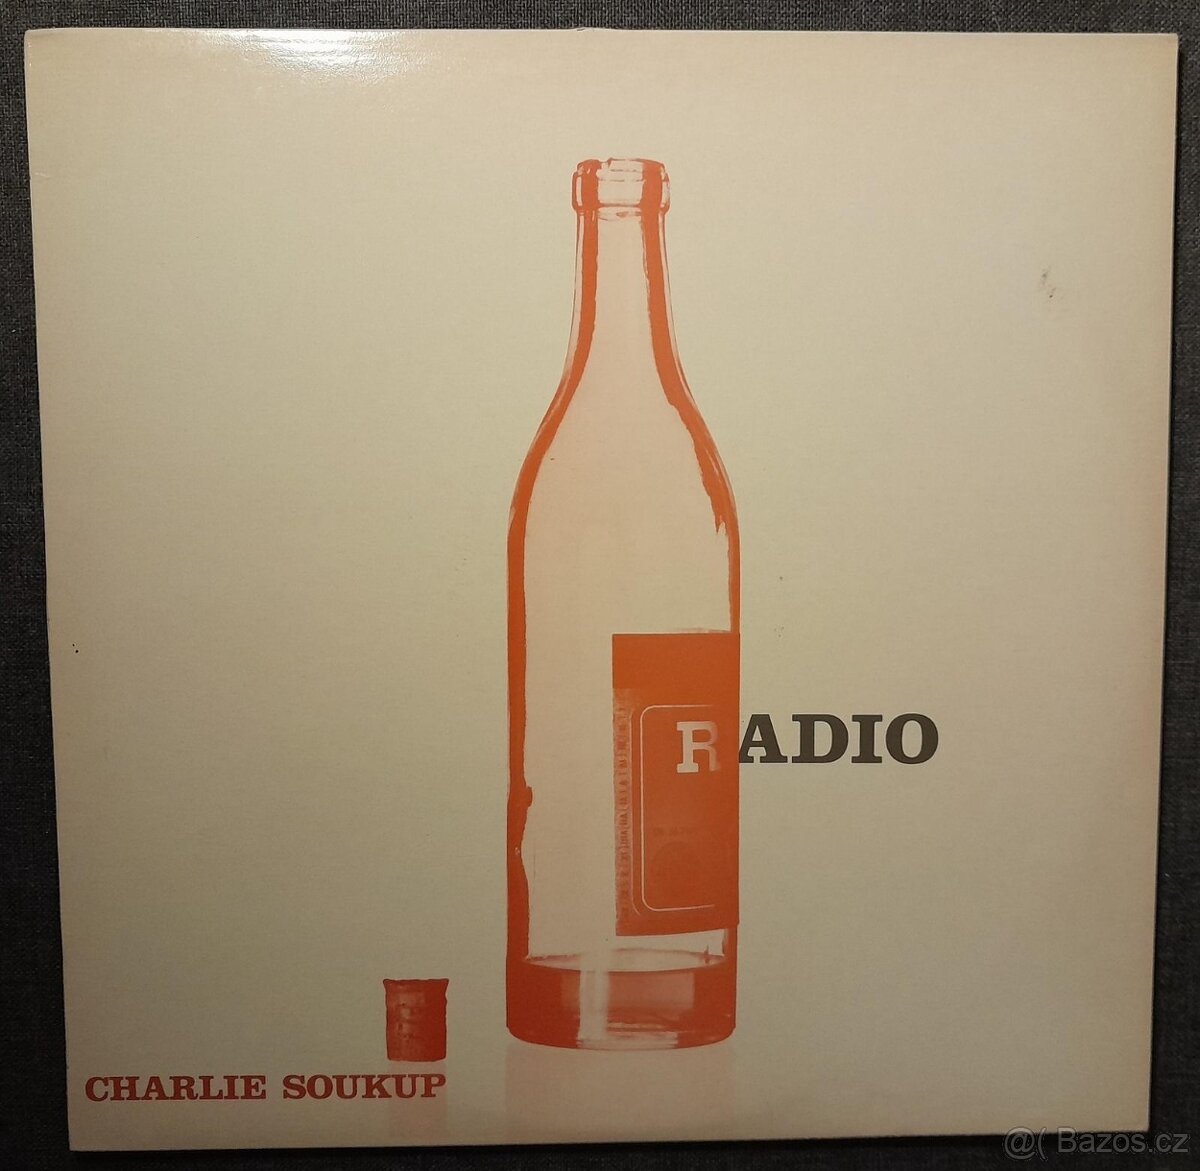 RADIO
CHARLIE SOUKUP
@( Bazos.cz